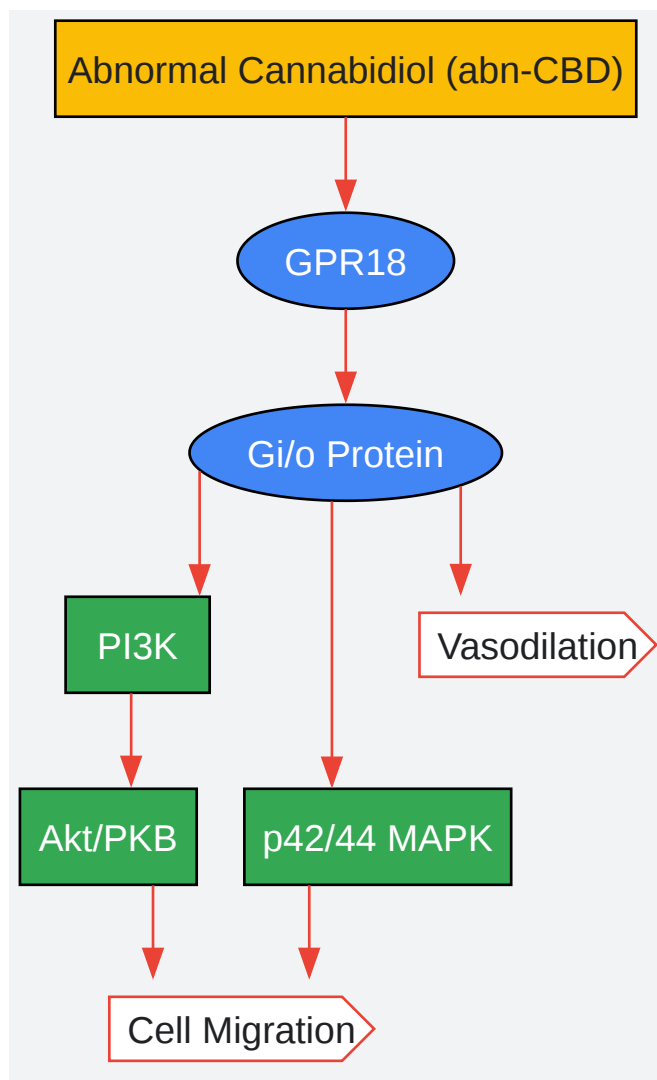 Abnormal Cannabidiol (abn-CBD)
GPR18
Gi/o Protein
PI3K
Vasodilation
Akt/PKB
p42/44 MAPK
Cell Migration